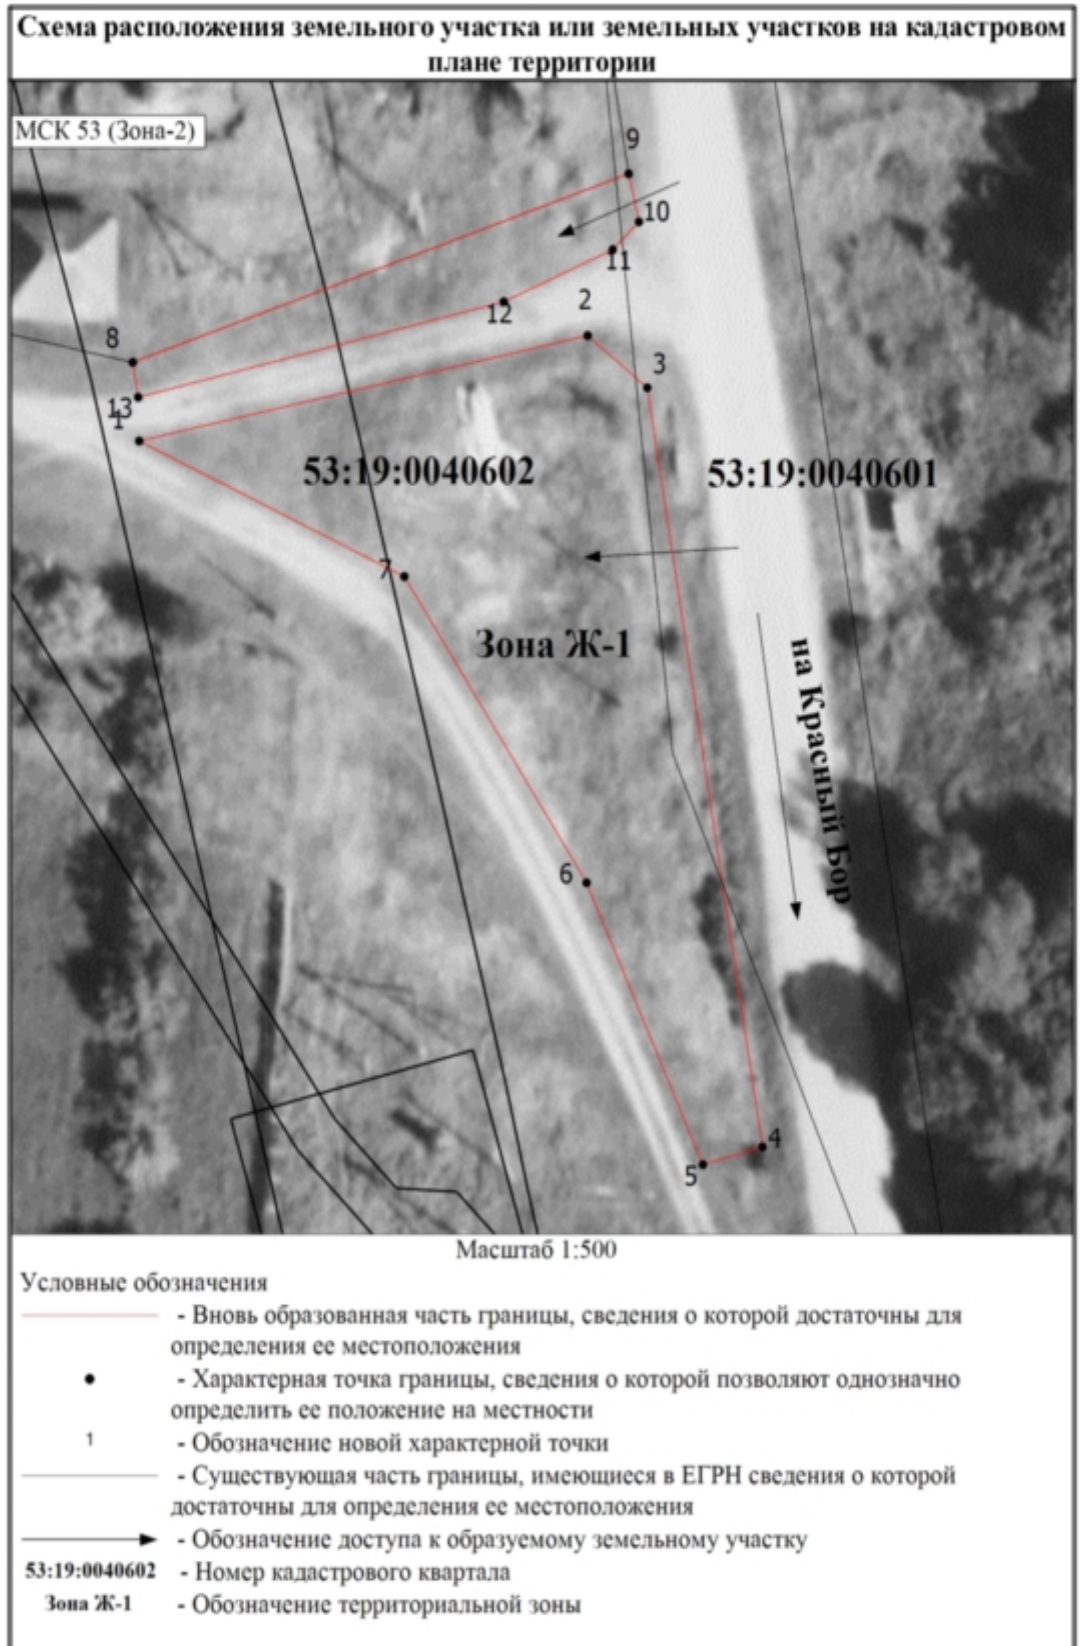 Схема расположения земельного участка или земельных участков на кадастровом
плане территории
МСК 53 (Зона-2)
9
10
11
2
12
8
3
13
1
53:19:0040602
53:19:0040601
7
Зона Ж-1
на Красный Бор
6
4
5
Масштаб 1:500
Условные обозначения
- Вновь образованная часть границы, сведения о которой достаточны для
определения ее местоположения
- Характерная точка границы, сведения о которой позволяют однозначно
определить ее положение на местности
1 - Обозначение новой характерной точки
- Существующая часть границы, имеющиеся в ЕГРН сведения о которой
достаточны для определения ее местоположения
- Обозначение доступа к образуемому земельному участку
53:19:0040602 - Номер кадастрового квартала
Зона Ж-1 - Обозначение территориальной зоны